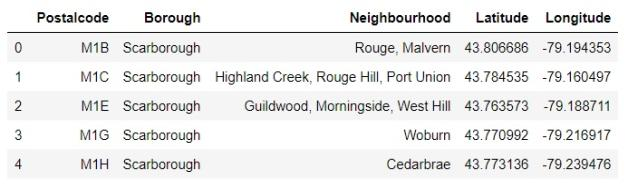 Postalcode Borough Neighbourhood Latitude Longitude
0 M1B Scarborough Rouge, Malvern 43.806686 -79.194353
1 M1C Scarborough Highland Creek, Rouge Hill, Port Union 43.784535 -79.160497
2 M1E Scarborough Guildwood, Morningside, West Hill 43.763573 -79.188711
3 M1G Scarborough Woburn 43.770992 -79.216917
4 M1H Scarborough Cedarbrae 43.773136 -79.239476